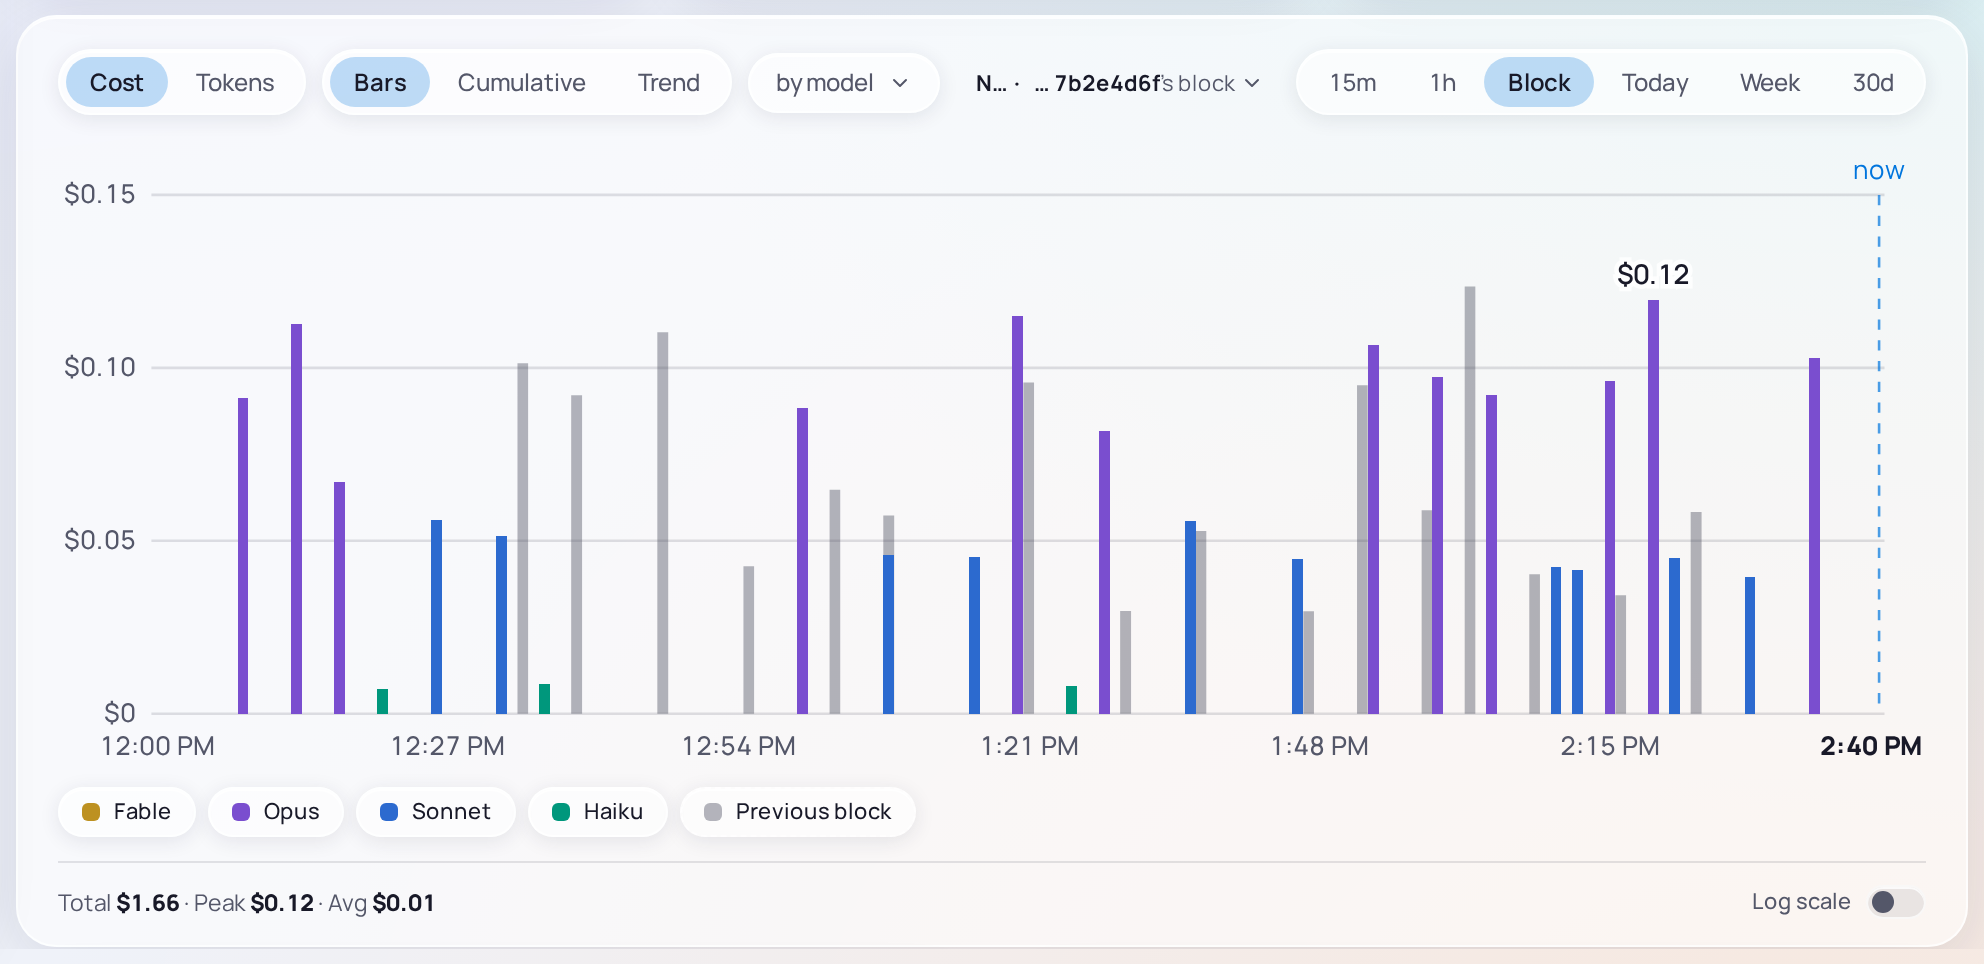 Cost Tokens Bars Cumulative Trend by model N… · … 7b2e4d6f's block 15m 1h Block Today Week 30d
now
$0.15
$0.12
$0.10
$0.05
$0
12:00 PM 12:27 PM 12:54 PM 1:21 PM 1:48 PM 2:15 PM 2:40 PM
Fable Opus Sonnet Haiku Previous block
Total $1.66 · Peak $0.12 · Avg $0.01 Log scale